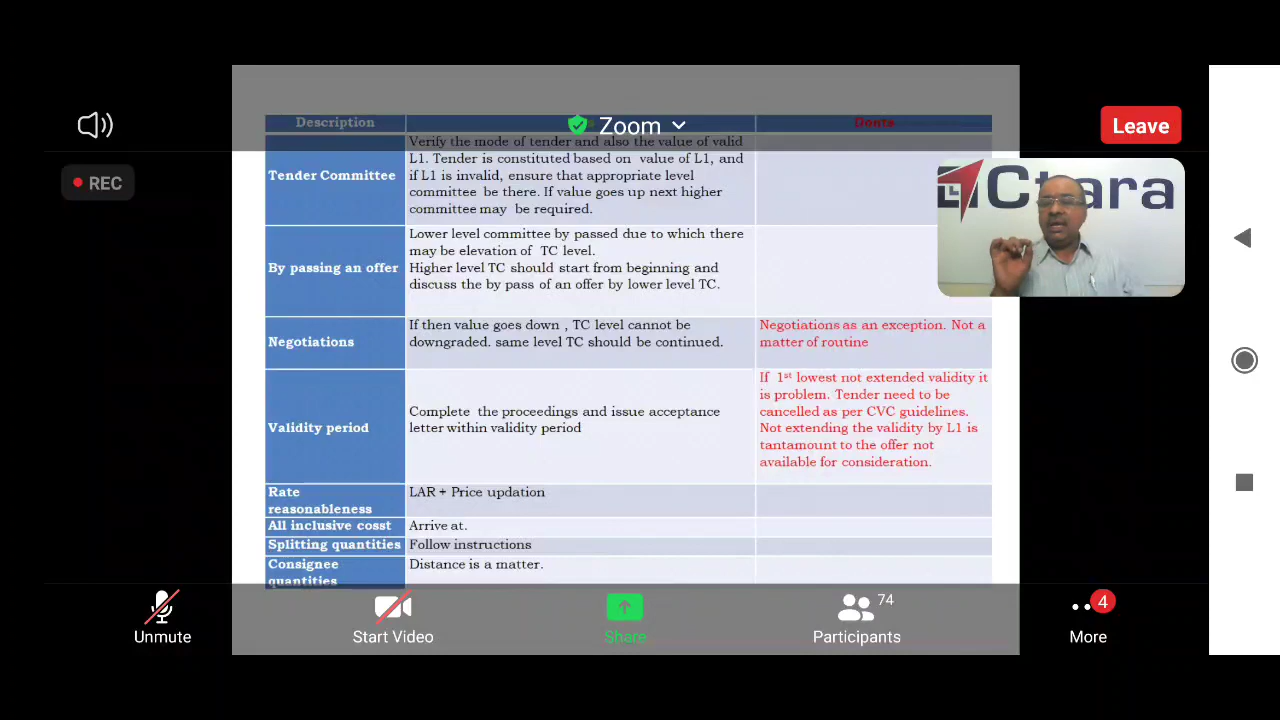 Zoom
Leave
REC
Ctara
Description
Donts
Tender Committee
Verify the mode of tender and also the value of valid
L1. Tender is constituted based on value of L1, and
if L1 is invalid, ensure that appropriate level
committee be there. If value goes up next higher
committee may be required.
By passing an offer
Lower level committee by passed due to which there
may be elevation of TC level.
Higher level TC should start from beginning and
discuss the by pass of an offer by lower level TC.
Negotiations
If then value goes down , TC level cannot be
downgraded. same level TC should be continued.
Negotiations as an exception. Not a
matter of routine
Validity period
Complete the proceedings and issue acceptance
letter within validity period
If 1st lowest not extended validity it
is problem. Tender need to be
cancelled as per CVC guidelines.
Not extending the validity by L1 is
tantamount to the offer not
available for consideration.
Rate
reasonableness
LAR + Price updation
All inclusive cosst
Arrive at.
Splitting quantities
Follow instructions
Consignee
quantities
Distance is a matter.
Unmute
Start Video
Share
74
Participants
4
More